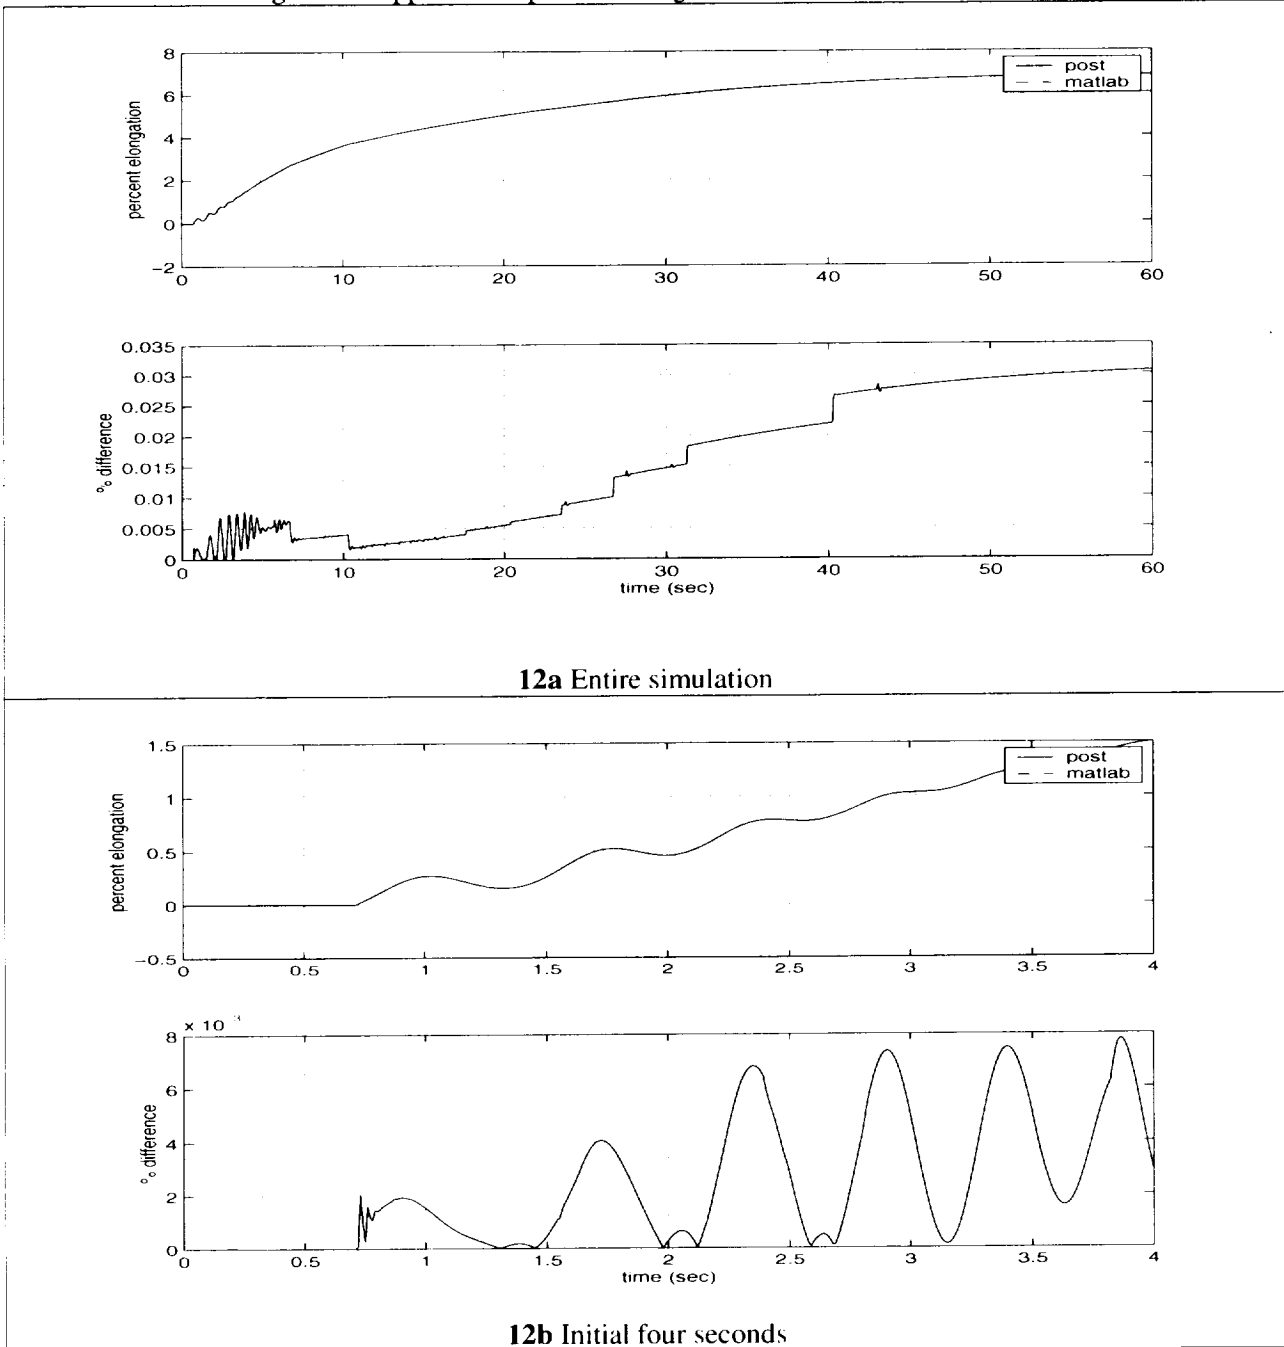 post
matlab
percent elongation
8
6
4
2
0
−2
0 10 20 30 40 50 60
% difference
0.035
0.03
0.025
0.02
0.015
0.01
0.005
0
0 10 20 30 40 50 60
time (sec)
12a Entire simulation
post
matlab
percent elongation
1.5
1
0.5
0
−0.5
0 0.5 1 1.5 2 2.5 3 3.5 4
× 10
% difference
8
6
4
2
0
0 0.5 1 1.5 2 2.5 3 3.5 4
time (sec)
12b Initial four seconds